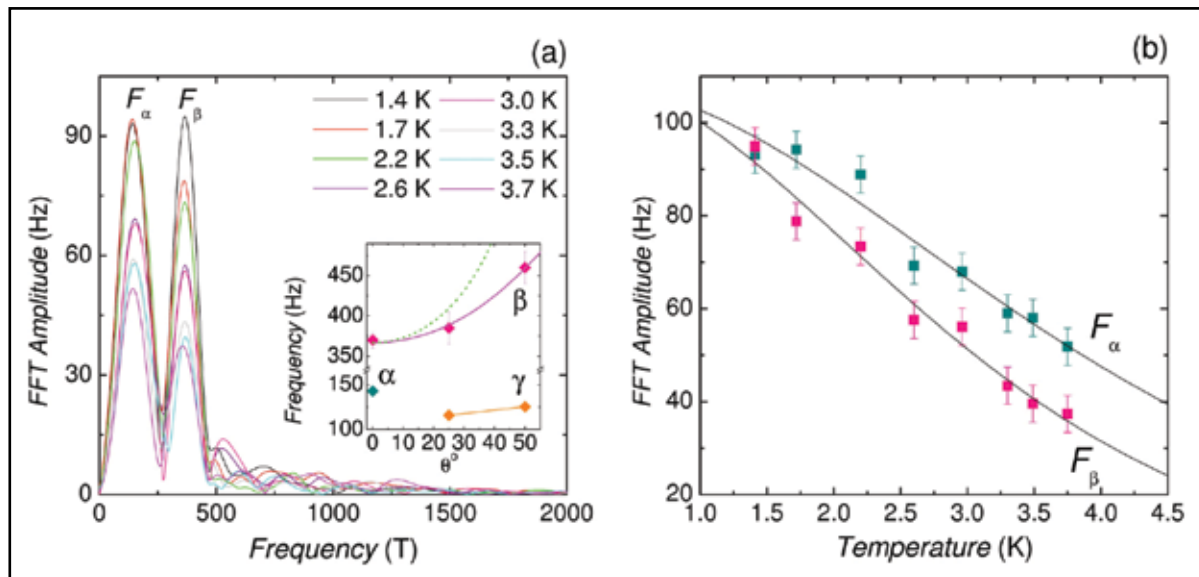 (a)
Fα Fβ
1.4 K 3.0 K
1.7 K 3.3 K
2.2 K 3.5 K
2.6 K 3.7 K
FFT Amplitude (Hz)
90
60
30
0
0 500 1000 1500 2000
Frequency (T)
Frequency (Hz)
450
400
350
150
100
β
α
γ
0 10 20 30 40 50
θ°
(b)
FFT Amplitude (Hz)
100
80
60
40
20
Fα
Fβ
1.0 1.5 2.0 2.5 3.0 3.5 4.0 4.5
Temperature (K)